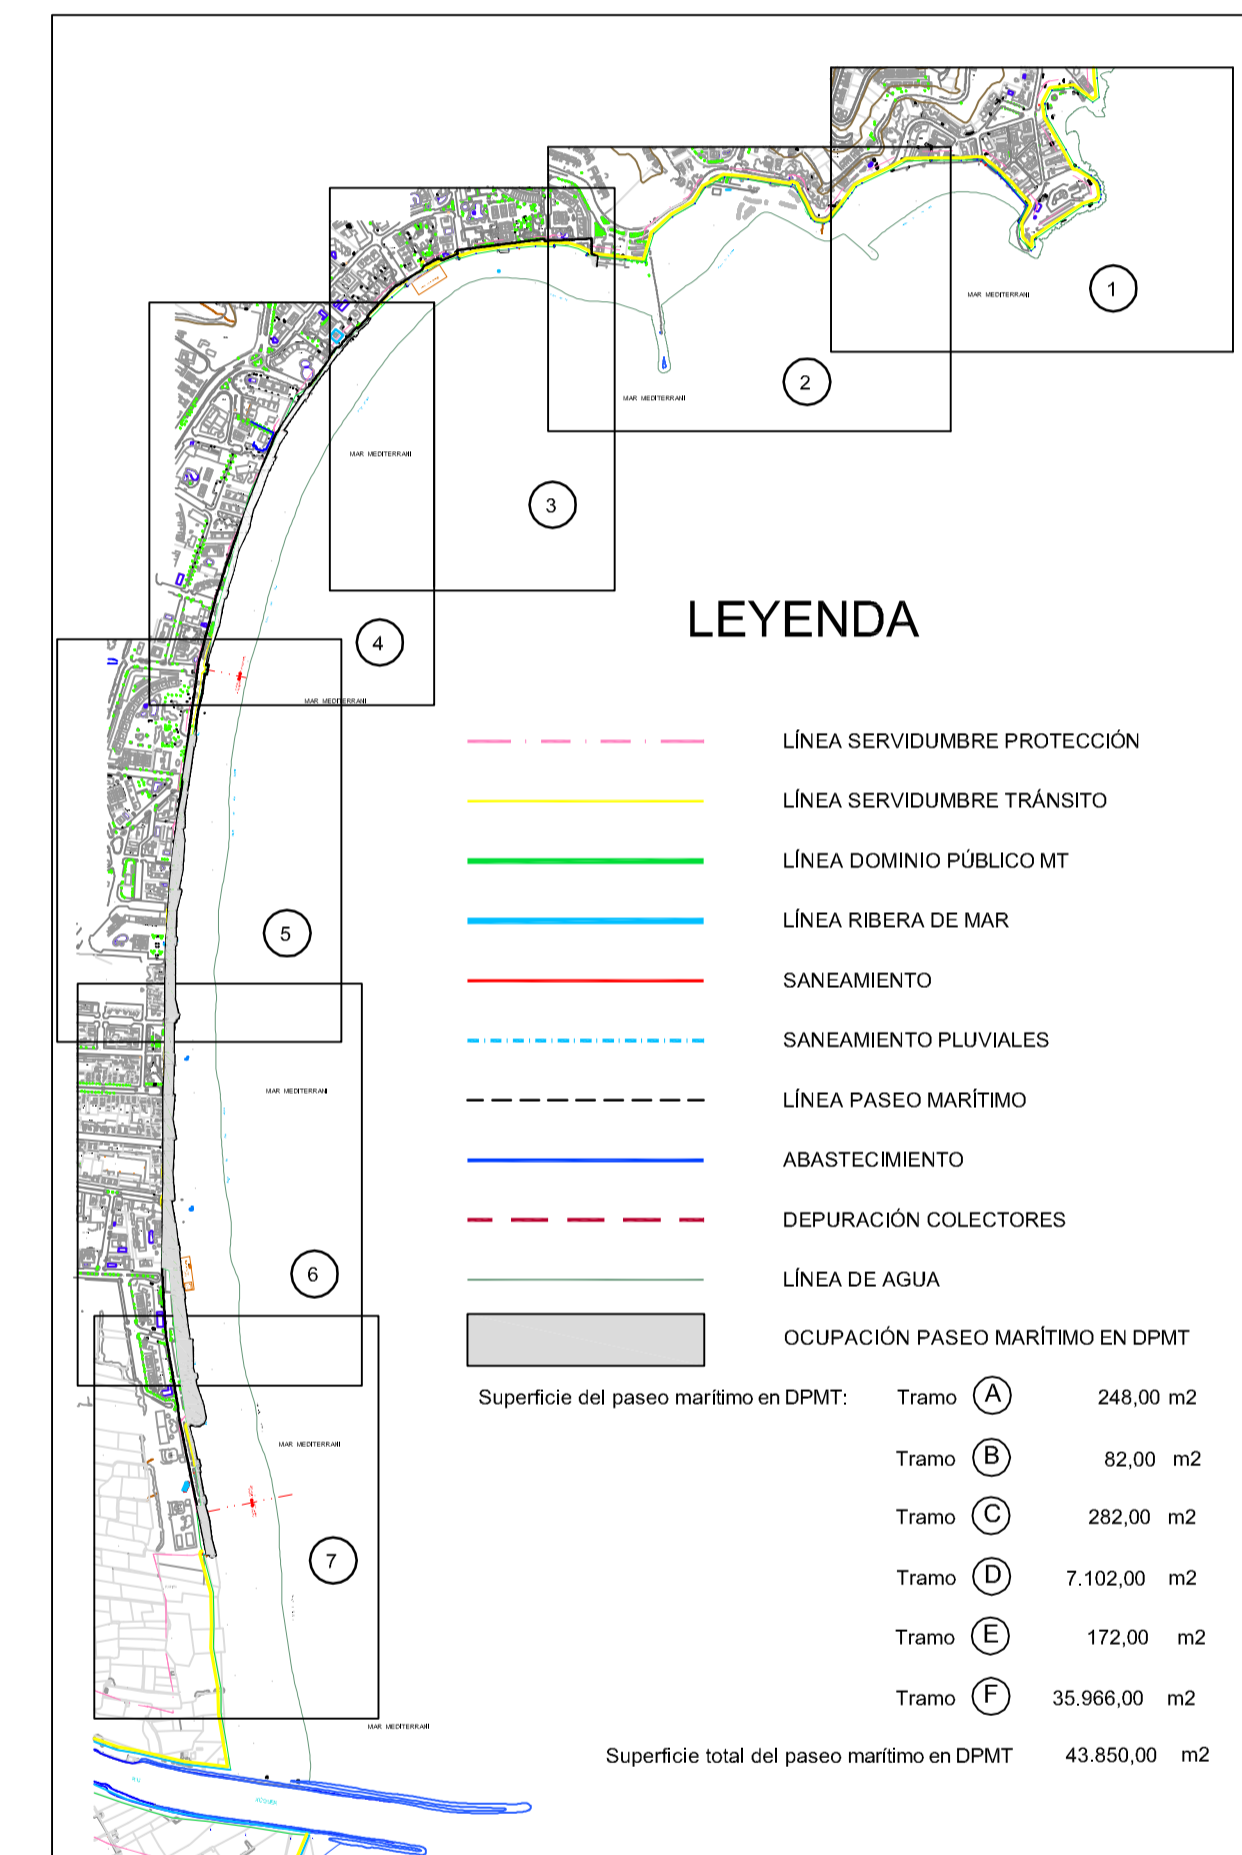 1
MAR MEDITERRANI
2
MAR MEDITERRANI
MAR MEDITERRANI
3
4
MAR MEDITERRANI
5
MAR MEDITERRANI
6
MAR MEDITERRANI
7
MAR MEDITERRANI
LEYENDA
LÍNEA SERVIDUMBRE PROTECCIÓN
LÍNEA SERVIDUMBRE TRÁNSITO
LÍNEA DOMINIO PÚBLICO MT
LÍNEA RIBERA DE MAR
SANEAMIENTO
SANEAMIENTO PLUVIALES
LÍNEA PASEO MARÍTIMO
ABASTECIMIENTO
DEPURACIÓN COLECTORES
LÍNEA DE AGUA
OCUPACIÓN PASEO MARÍTIMO EN DPMT
Superficie del paseo marítimo en DPMT: Tramo A 248,00 m2
Tramo B 82,00 m2
Tramo C 282,00 m2
Tramo D 7.102,00 m2
Tramo E 172,00 m2
Tramo F 35.966,00 m2
Superficie total del paseo marítimo en DPMT 43.850,00 m2